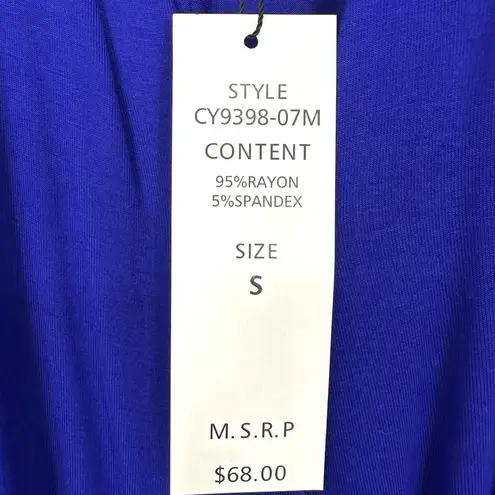 STYLE
CY9398-07M
CONTENT
95%RAYON
5%SPANDEX
SIZE
S
M.S.R.P
$68.00